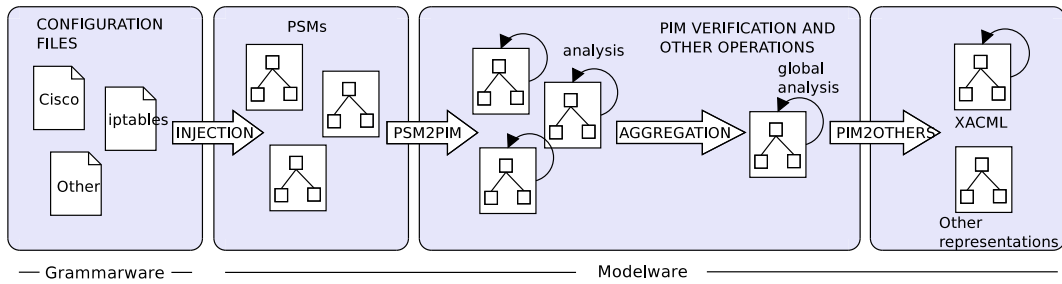 CONFIGURATION
FILES
Cisco
iptables
Other
INJECTION
PSMs
PSM2PIM
PIM VERIFICATION AND
OTHER OPERATIONS
analysis
AGGREGATION
global
analysis
PIM2OTHERS
XACML
Other
representations
Grammarware
Modelware